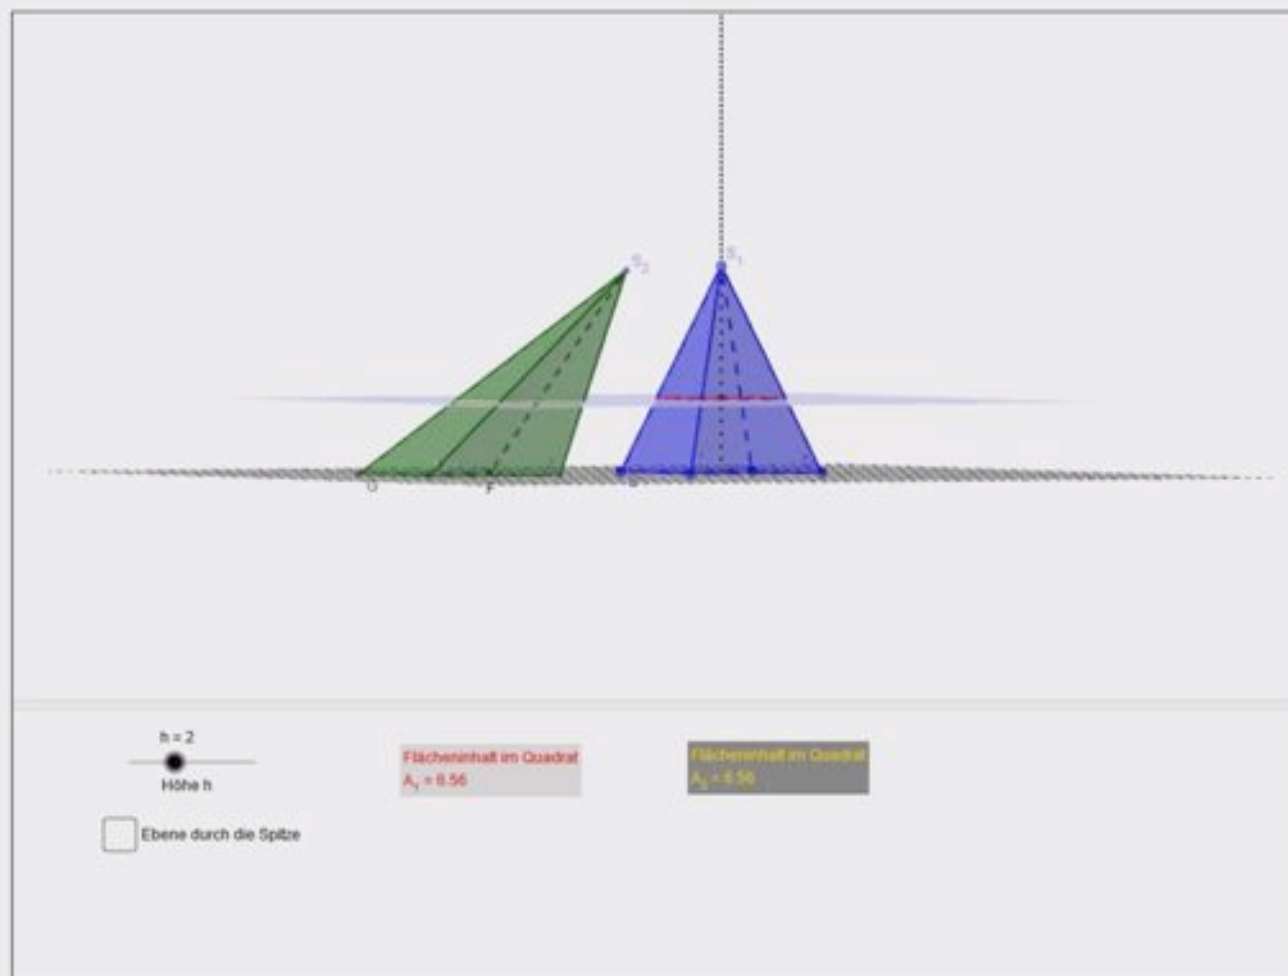 S₂
S₁
G
F
h = 2
Höhe h
Flächeninhalt im Quadrat
A₁ = 6.56
Flächeninhalt im Quadrat
A₂ = 6.56
Ebene durch die Spitze